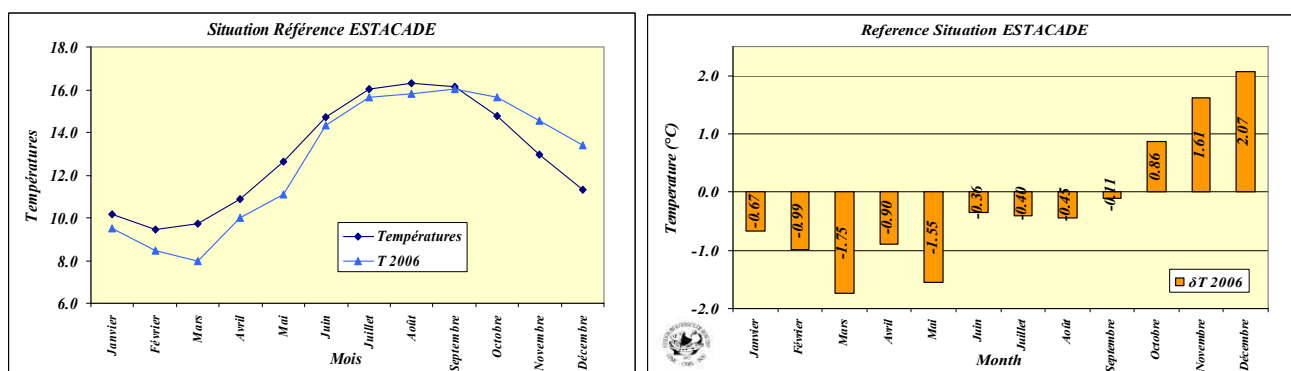 Situation Référence ESTACADE
18.0
16.0
14.0
12.0
10.0
8.0
6.0
Températures
Températures
T 2006
Janvier
Février
Mars
Avril
Mai
Juin
Juillet
Août
Septembre
Octobre
Novembre
Décembre
Mois
Reference Situation ESTACADE
2.0
1.0
0.0
-1.0
-2.0
Temperature (°C)
-0.67
-0.99
-1.75
-0.90
-1.55
-0.36
-0.40
-0.45
-0.11
0.86
1.61
2.07
δT 2006
Janvier
Février
Mars
Avril
Mai
Juin
Juillet
Août
Septembre
Octobre
Novembre
Décembre
Month